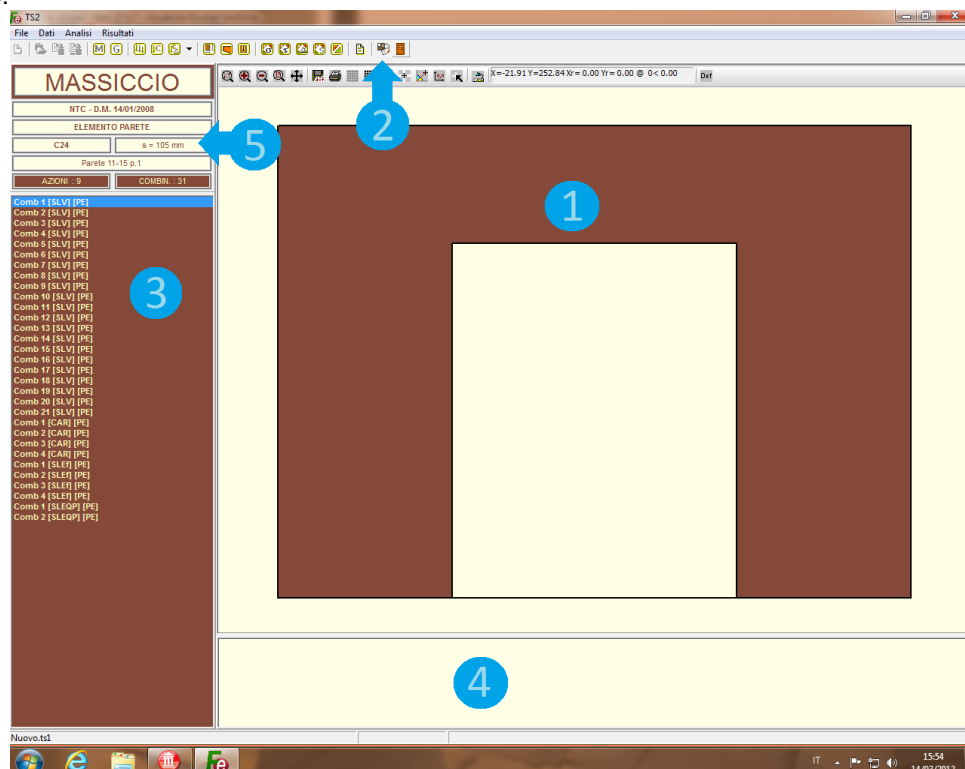 TS2
File Dati Analisi Risultati
M G
MASSICCIO
X=-21.91 Y=252.84 Xr= 0.00 Yr= 0.00 @ 0< 0.00 Dxf
NTC - D.M. 14/01/2008
ELEMENTO PARETE
C24 s = 105 mm
Parete 11-15 p.1
AZIONI : 9 COMBIN. : 31
5
2
1
3
4
Comb 1 [SLV] [PE]
Comb 2 [SLV] [PE]
Comb 3 [SLV] [PE]
Comb 4 [SLV] [PE]
Comb 5 [SLV] [PE]
Comb 6 [SLV] [PE]
Comb 7 [SLV] [PE]
Comb 8 [SLV] [PE]
Comb 9 [SLV] [PE]
Comb 10 [SLV] [PE]
Comb 11 [SLV] [PE]
Comb 12 [SLV] [PE]
Comb 13 [SLV] [PE]
Comb 14 [SLV] [PE]
Comb 15 [SLV] [PE]
Comb 16 [SLV] [PE]
Comb 17 [SLV] [PE]
Comb 18 [SLV] [PE]
Comb 19 [SLV] [PE]
Comb 20 [SLV] [PE]
Comb 21 [SLV] [PE]
Comb 1 [CAR] [PE]
Comb 2 [CAR] [PE]
Comb 3 [CAR] [PE]
Comb 4 [CAR] [PE]
Comb 1 [SLEf] [PE]
Comb 2 [SLEf] [PE]
Comb 3 [SLEf] [PE]
Comb 4 [SLEf] [PE]
Comb 1 [SLEQP] [PE]
Comb 2 [SLEQP] [PE]
Nuovo.ts1
IT 15:54
14/03/2012